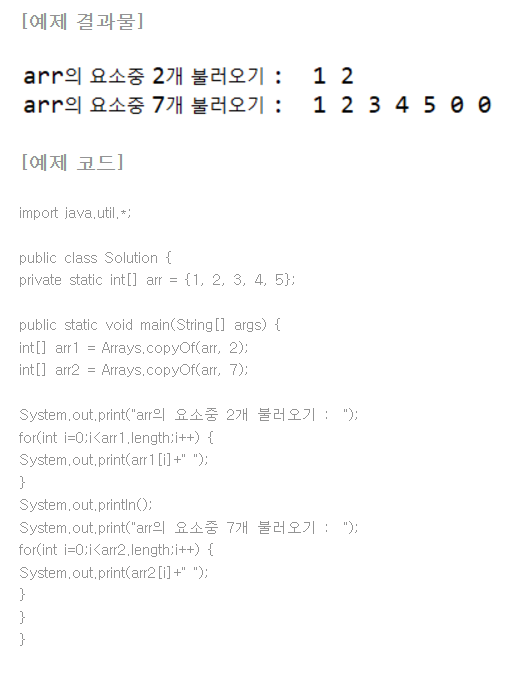 [예제 결과물]
arr의 요소중 2개 불러오기 :  1 2
arr의 요소중 7개 불러오기 :  1 2 3 4 5 0 0
[예제 코드]
import java.util.*;
public class Solution {
private static int[] arr = {1, 2, 3, 4, 5};
public static void main(String[] args) {
int[] arr1 = Arrays.copyOf(arr, 2);
int[] arr2 = Arrays.copyOf(arr, 7);
System.out.print("arr의 요소중 2개 불러오기 :  ");
for(int i=0;i<arr1.length;i++) {
System.out.print(arr1[i]+" ");
}
System.out.println();
System.out.print("arr의 요소중 7개 불러오기 :  ");
for(int i=0;i<arr2.length;i++) {
System.out.print(arr2[i]+" ");
}
}
}